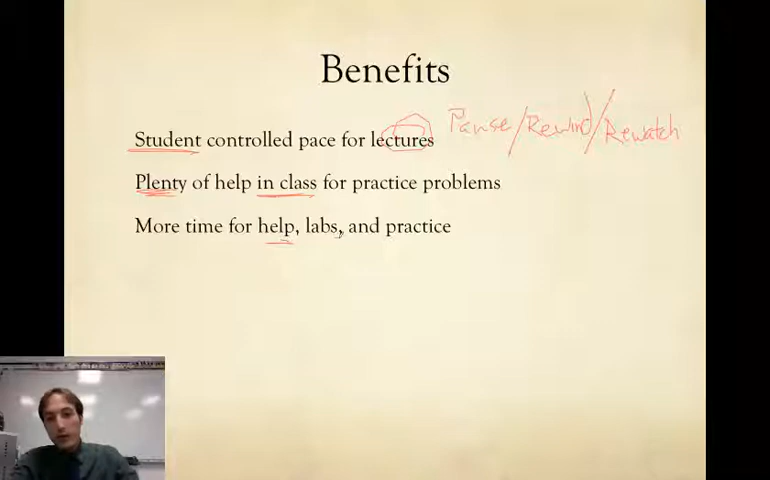 Benefits
Student controlled pace for lectures Pause/Rewind/Rewatch
Plenty of help in class for practice problems
More time for help, labs, and practice